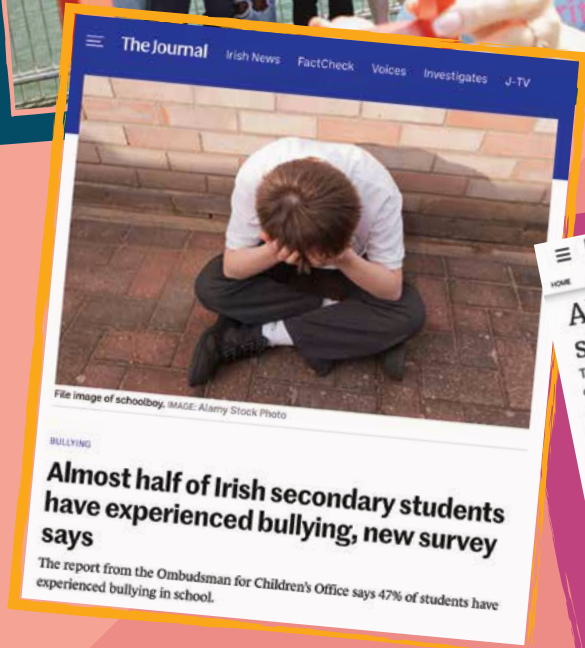 TheJournal
Irish News FactCheck Voices Investigates J-TV
File image of schoolboy. IMAGE: Alamy Stock Photo
BULLYING
Almost half of Irish secondary students
have experienced bullying, new survey
says
The report from the Ombudsman for Children's Office says 47% of students have
experienced bullying in school.
HOME